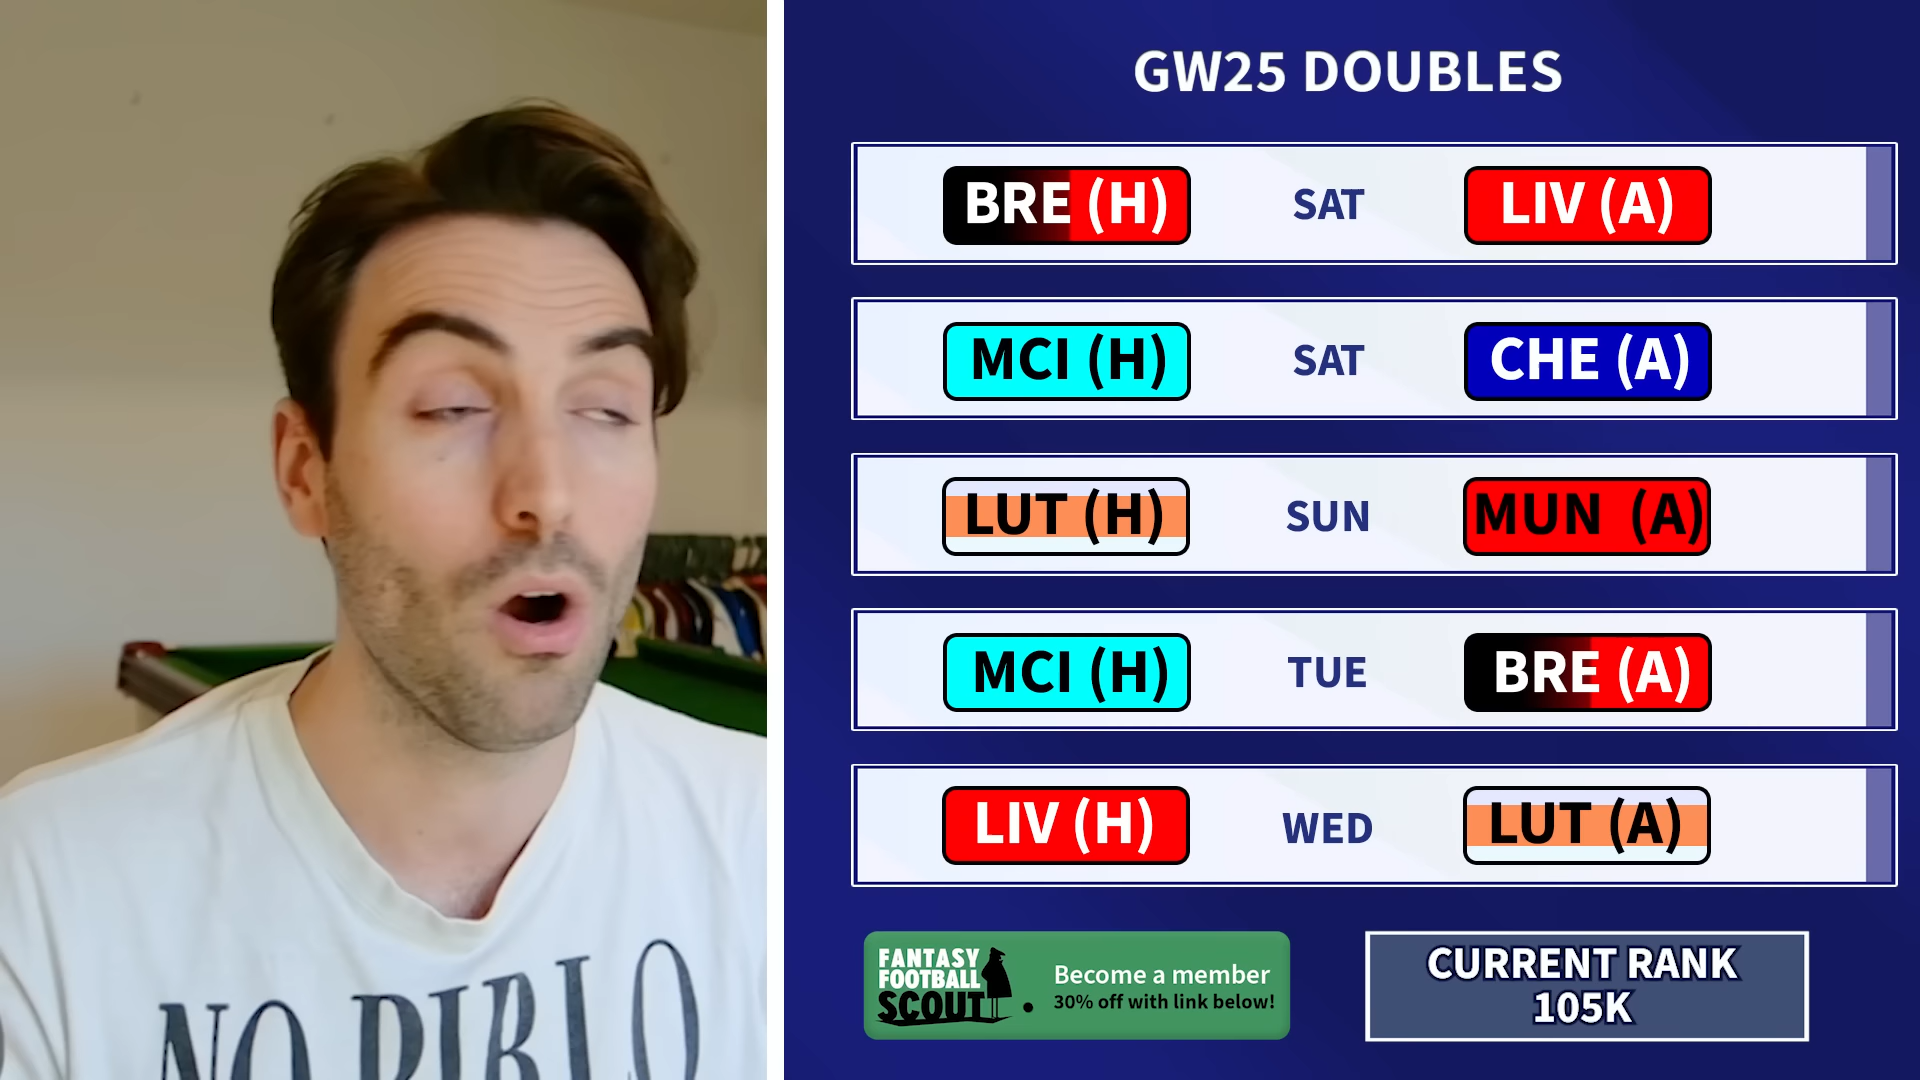 GW25 DOUBLES
BRE (H) SAT LIV (A)
MCI (H) SAT CHE (A)
LUT (H) SUN MUN (A)
MCI (H) TUE BRE (A)
LIV (H) WED LUT (A)
FANTASY
FOOTBALL
SCOUT
Become a member
30% off with link below!
CURRENT RANK
105K
NO